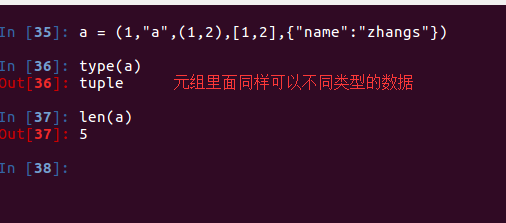 In [35]: a = (1,"a",(1,2),[1,2],{"name":"zhangs"})
In [36]: type(a)
Out[36]: tuple 元组里面同样可以不同类型的数据
In [37]: len(a)
Out[37]: 5
In [38]: